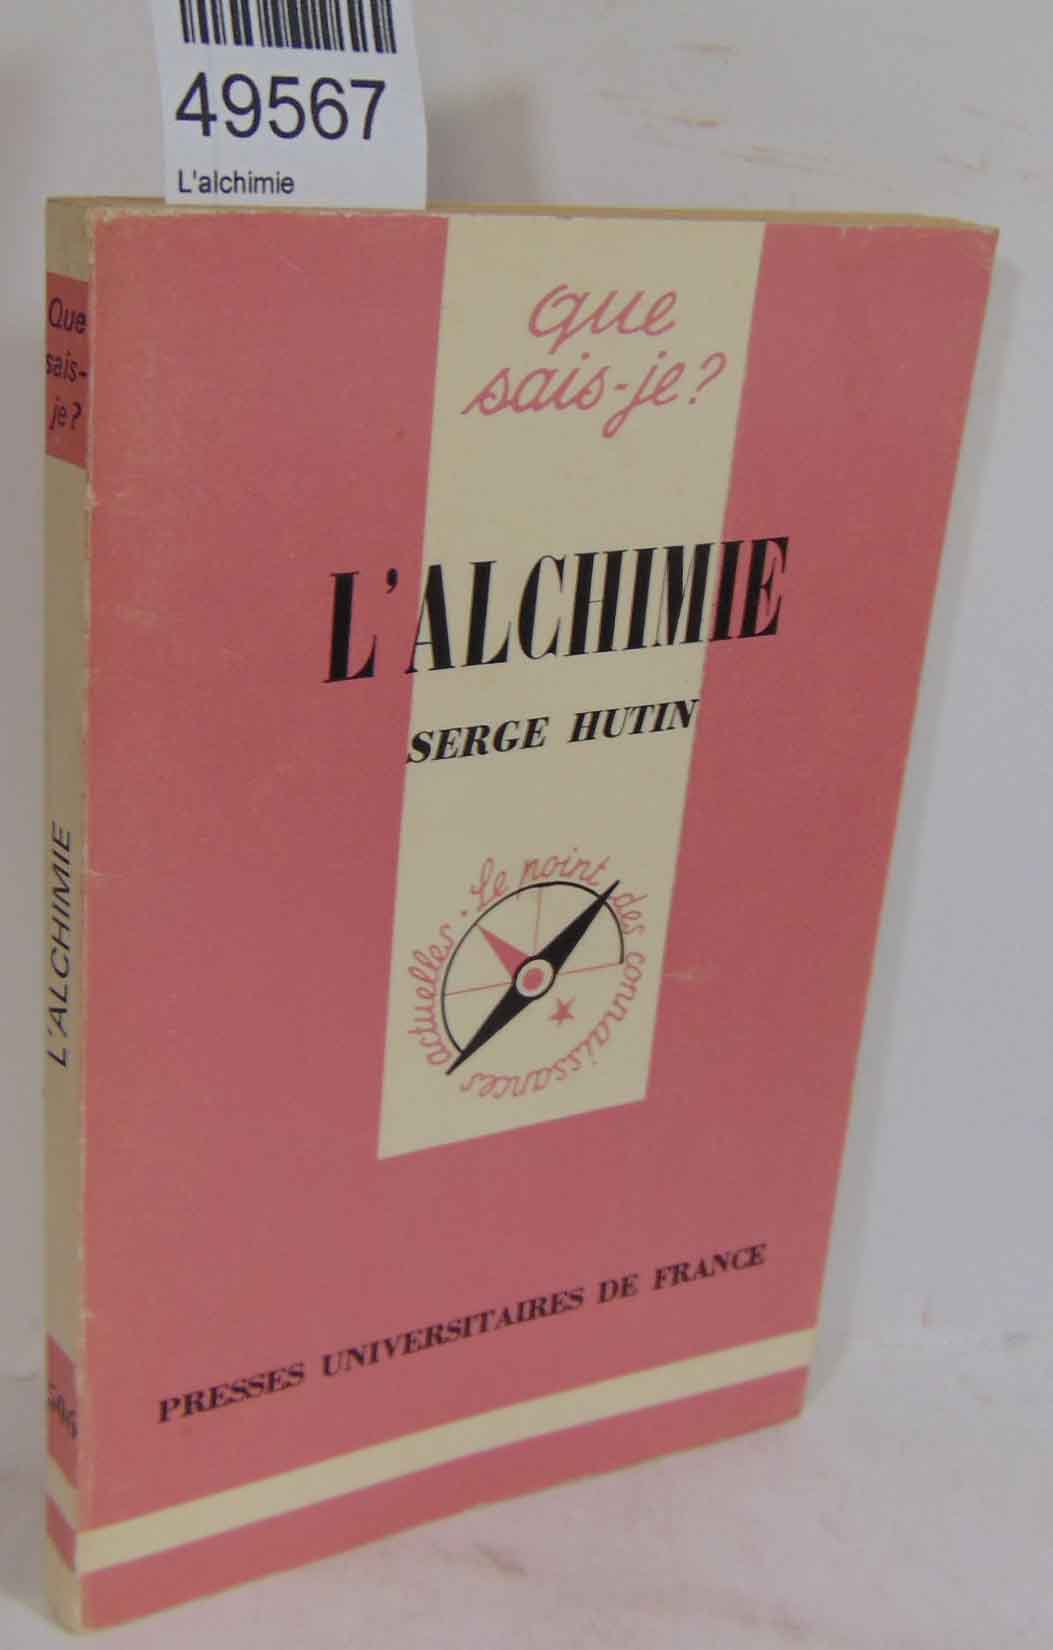 49567
L'alchimie
Que
sais-
je?
L'ALCHIMIE
506
que
sais-je?
L'ALCHIMIE
SERGE HUTIN
Le point des connaissances actuelles.
PRESSES UNIVERSITAIRES DE FRANCE